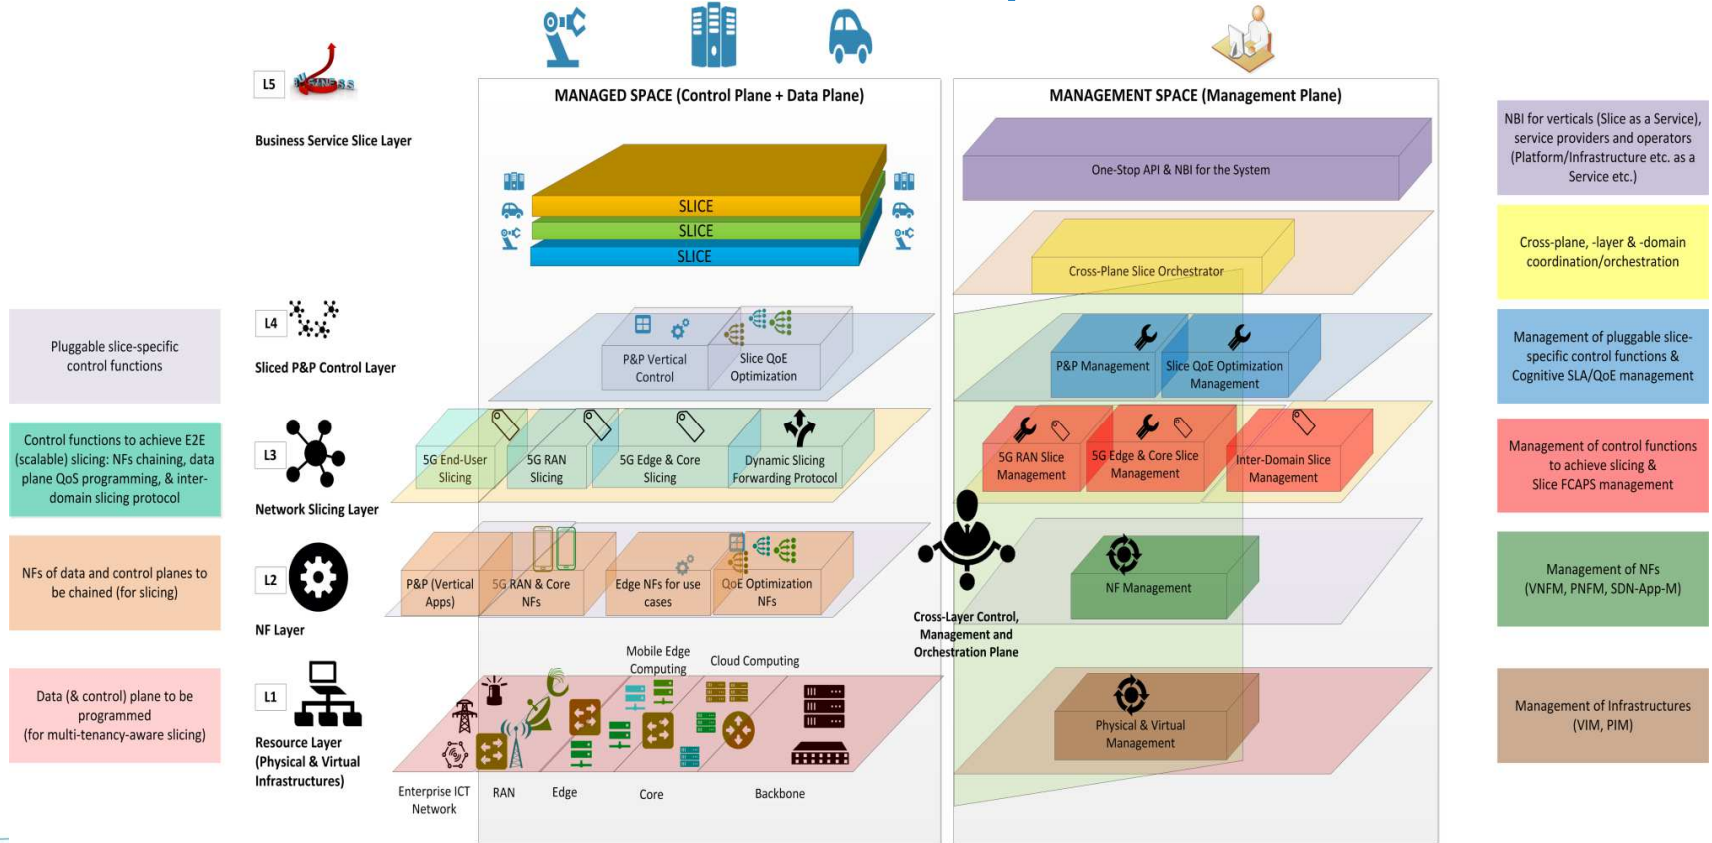 MANAGED SPACE (Control Plane + Data Plane)
MANAGEMENT SPACE (Management Plane)
L5
BUSINESS
Business Service Slice Layer
SLICE
SLICE
SLICE
One-Stop API & NBI for the System
NBI for verticals (Slice as a Service),
service providers and operators
(Platform/Infrastructure etc. as a
Service etc.)
Cross-Plane Slice Orchestrator
Cross-plane, -layer & -domain
coordination/orchestration
Pluggable slice-specific
control functions
L4
Sliced P&P Control Layer
P&P Vertical
Control
Slice QoE
Optimization
P&P Management
Slice QoE Optimization
Management
Management of pluggable slice-
specific control functions &
Cognitive SLA/QoE management
Control functions to achieve E2E
(scalable) slicing: NFs chaining, data
plane QoS programming, & inter-
domain slicing protocol
L3
Network Slicing Layer
5G End-User
Slicing
5G RAN
Slicing
5G Edge & Core
Slicing
Dynamic Slicing
Forwarding Protocol
5G RAN Slice
Management
5G Edge & Core Slice
Management
Inter-Domain Slice
Management
Management of control functions
to achieve slicing &
Slice FCAPS management
NFs of data and control planes to
be chained (for slicing)
L2
NF Layer
P&P (Vertical
Apps)
5G RAN & Core
NFs
Edge NFs for use
cases
QoE Optimization
NFs
Cross-Layer Control,
Management and
Orchestration Plane
NF Management
Management of NFs
(VNFM, PNFM, SDN-App-M)
Data (& control) plane to be
programmed
(for multi-tenancy-aware slicing)
L1
Resource Layer
(Physical & Virtual
Infrastructures)
Mobile Edge
Computing
Cloud Computing
Enterprise ICT
Network
RAN
Edge
Core
Backbone
Physical & Virtual
Management
Management of Infrastructures
(VIM, PIM)